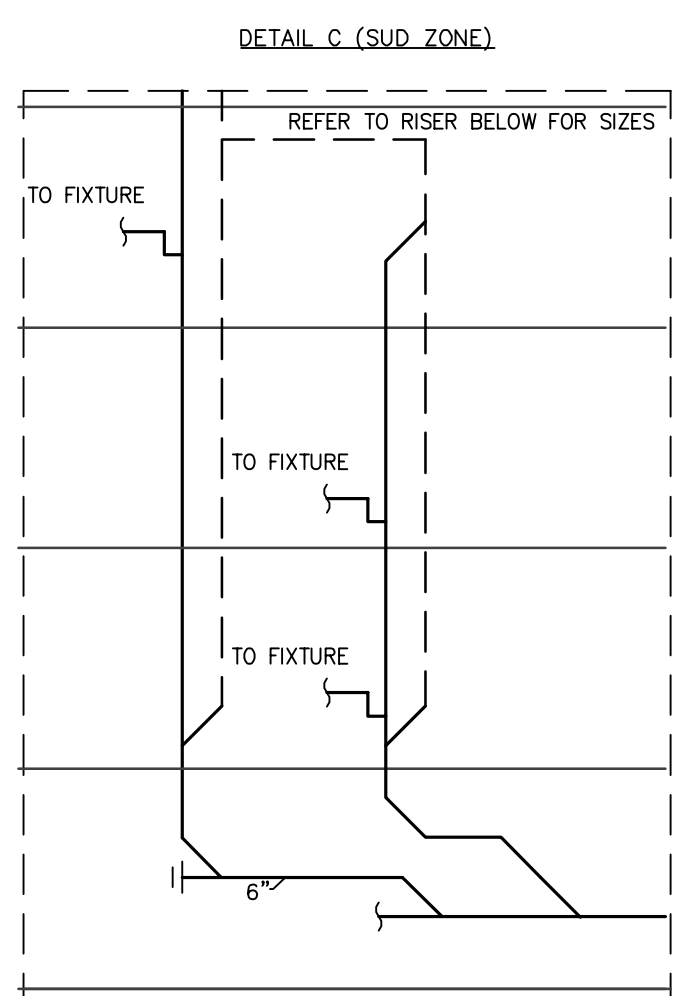 DETAIL C (SUD ZONE)
REFER TO RISER BELOW FOR SIZES
TO FIXTURE
TO FIXTURE
TO FIXTURE
6"